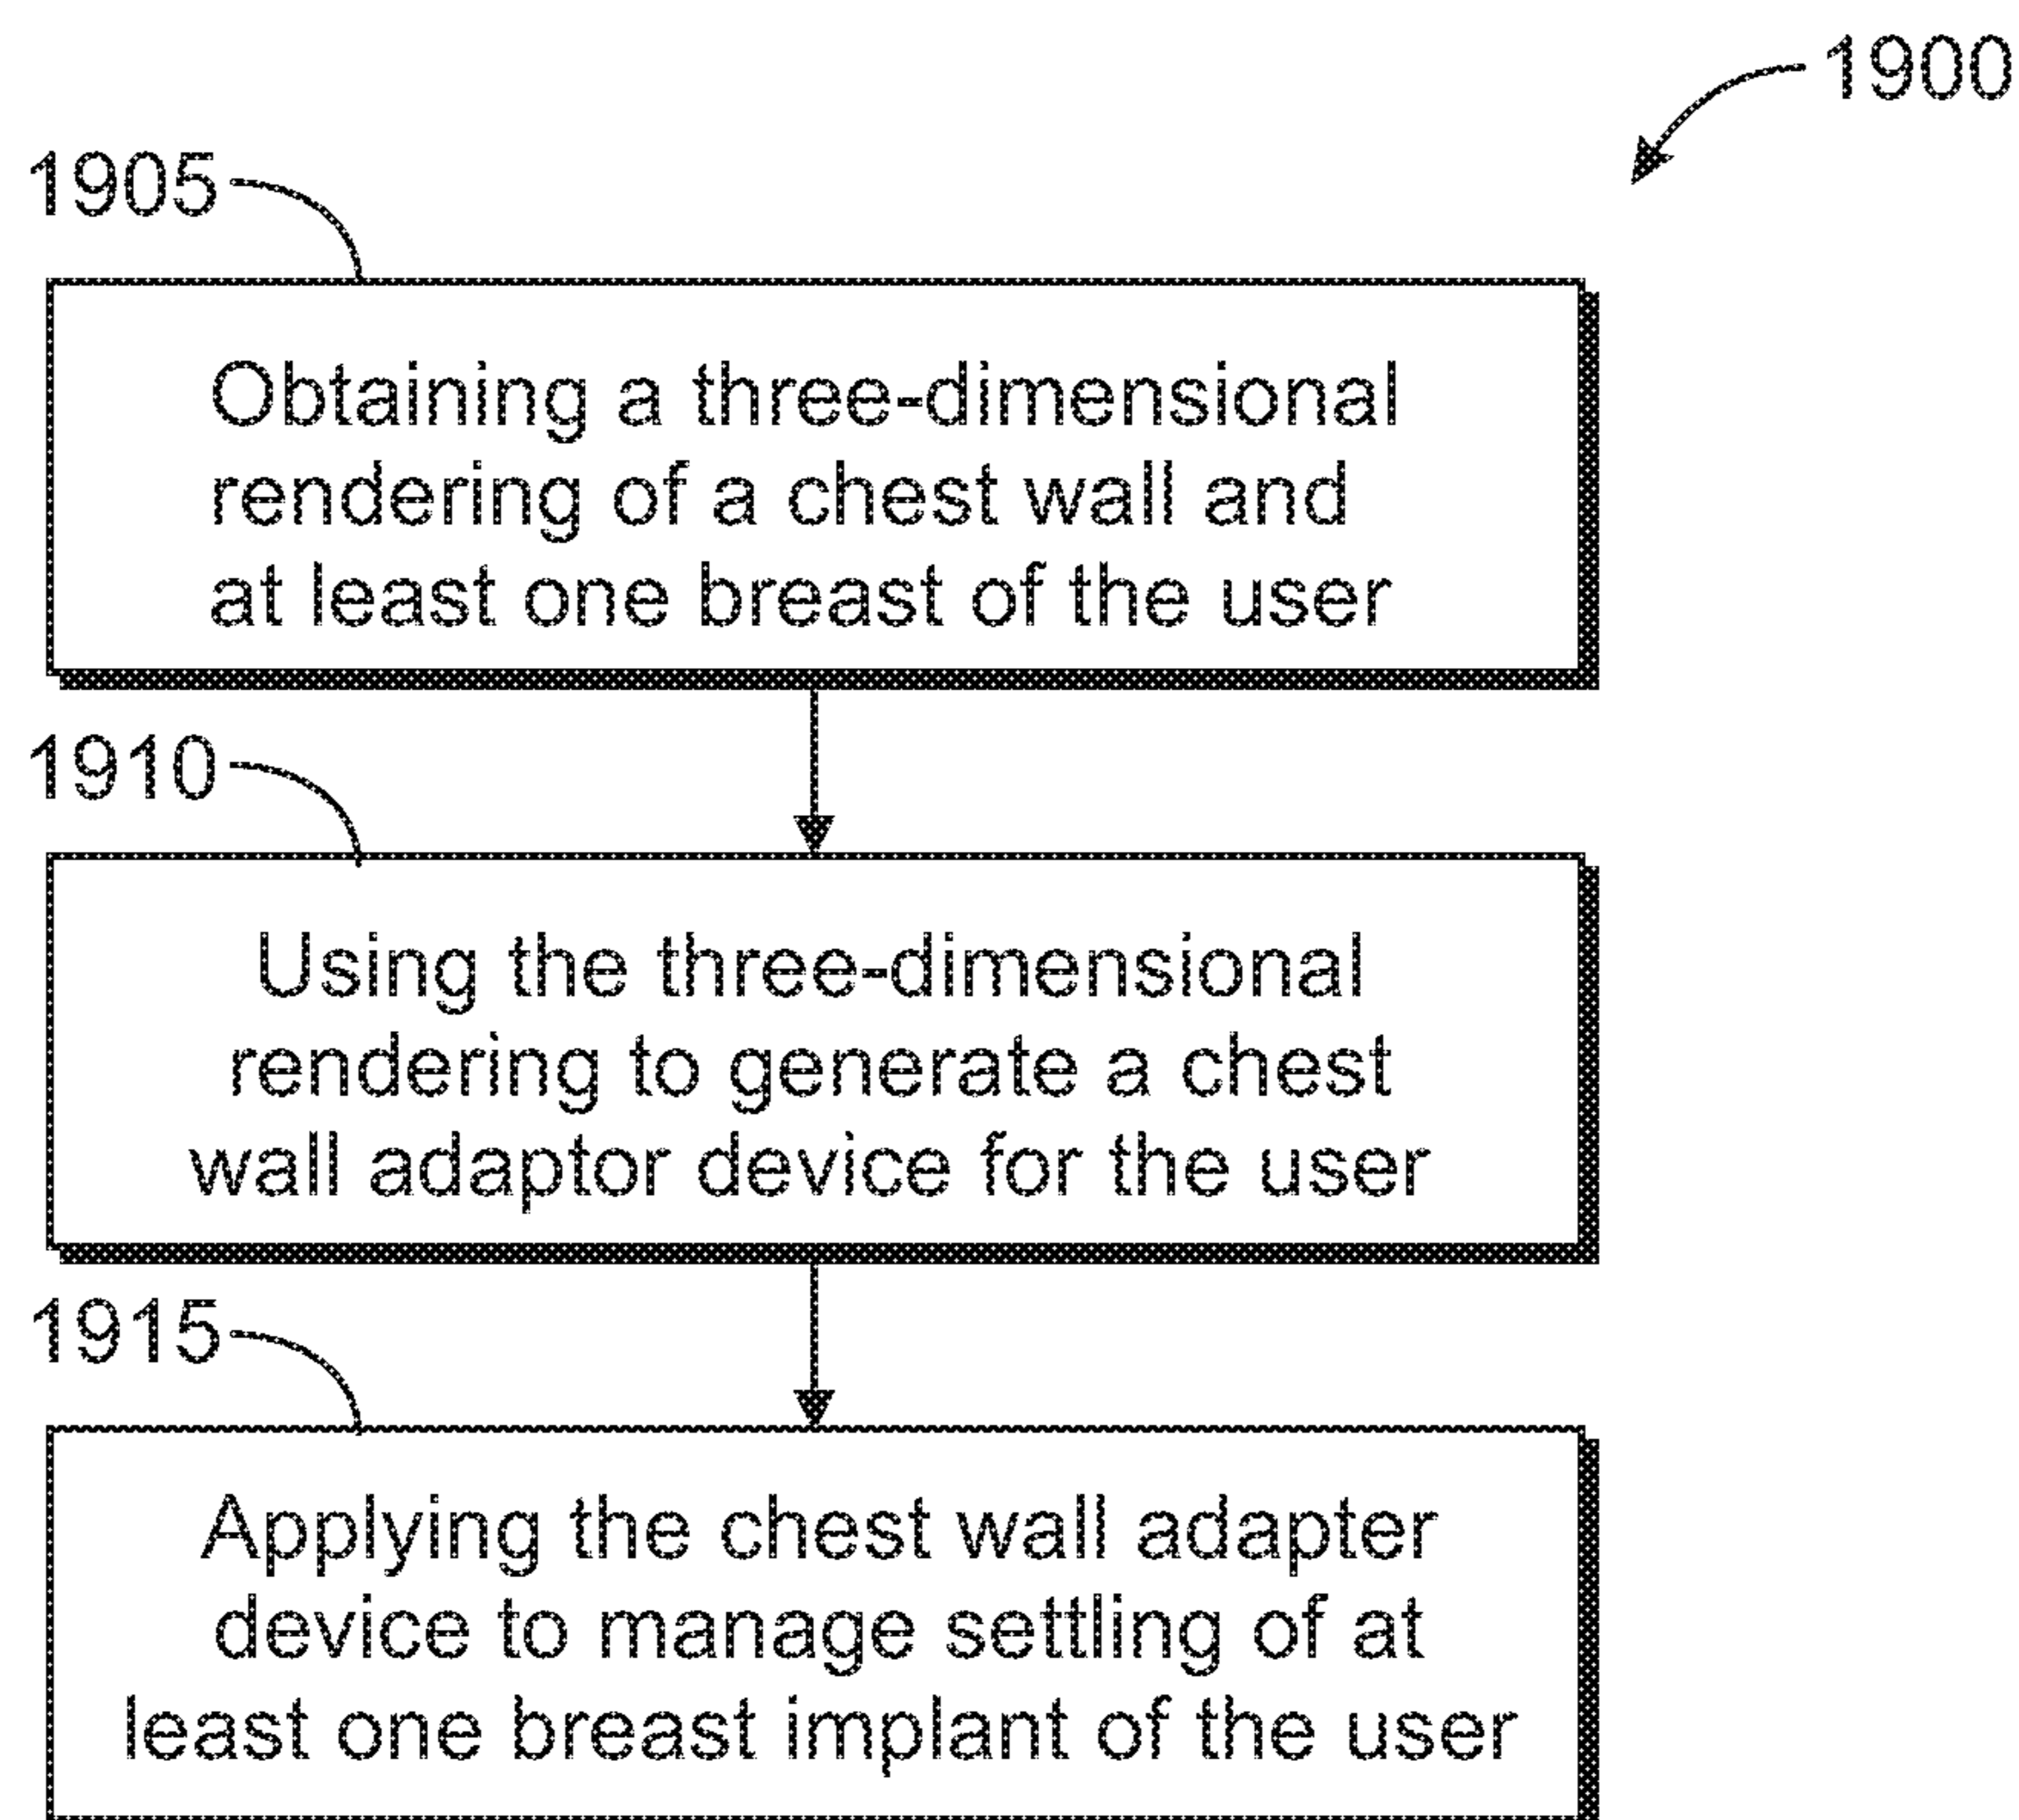 1900
1905
Obtaining a three-dimensional
rendering of a chest wall and
at least one breast of the user
1910
Using the three-dimensional
rendering to generate a chest
wall adaptor device for the user
1915
Applying the chest wall adapter
device to manage settling of at
least one breast implant of the user